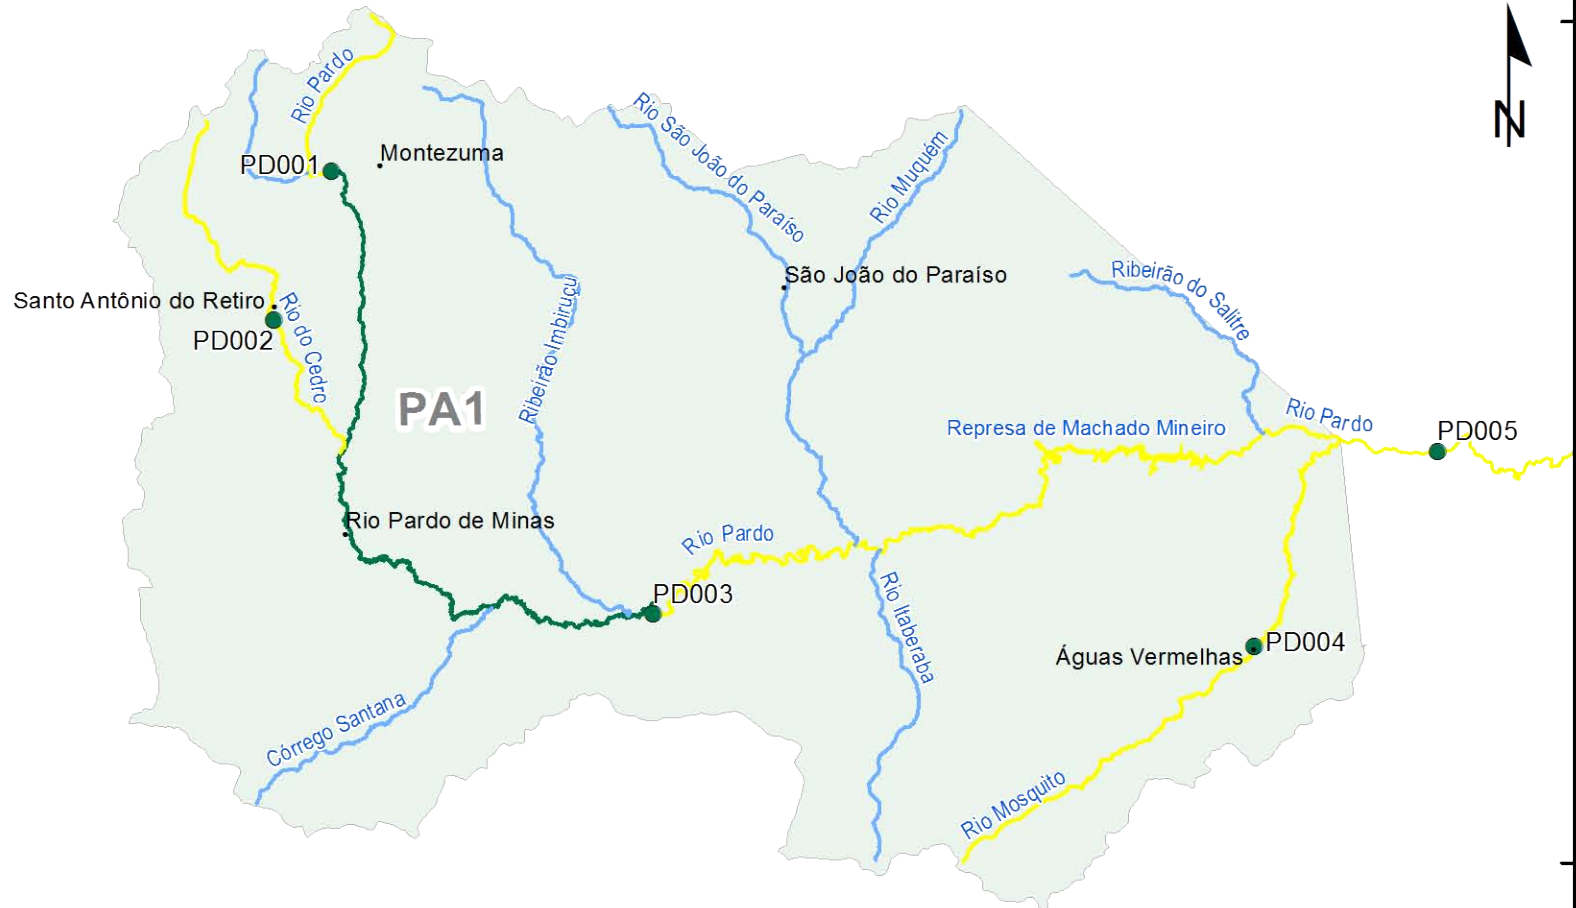 Rio Pardo
N
Rio São João do Paraíso
Rio Muquém
PD001
Montezuma
São João do Paraíso
Ribeirão do Salitre
Santo Antônio do Retiro
Rio do Cedro
PD002
Ribeirão Imbiruçu
PA1
Rio Pardo
Represa de Machado Mineiro
PD005
Rio Pardo de Minas
Rio Pardo
PD003
Rio Itaberaba
PD004
Águas Vermelhas
Córrego Santana
Rio Mosquito